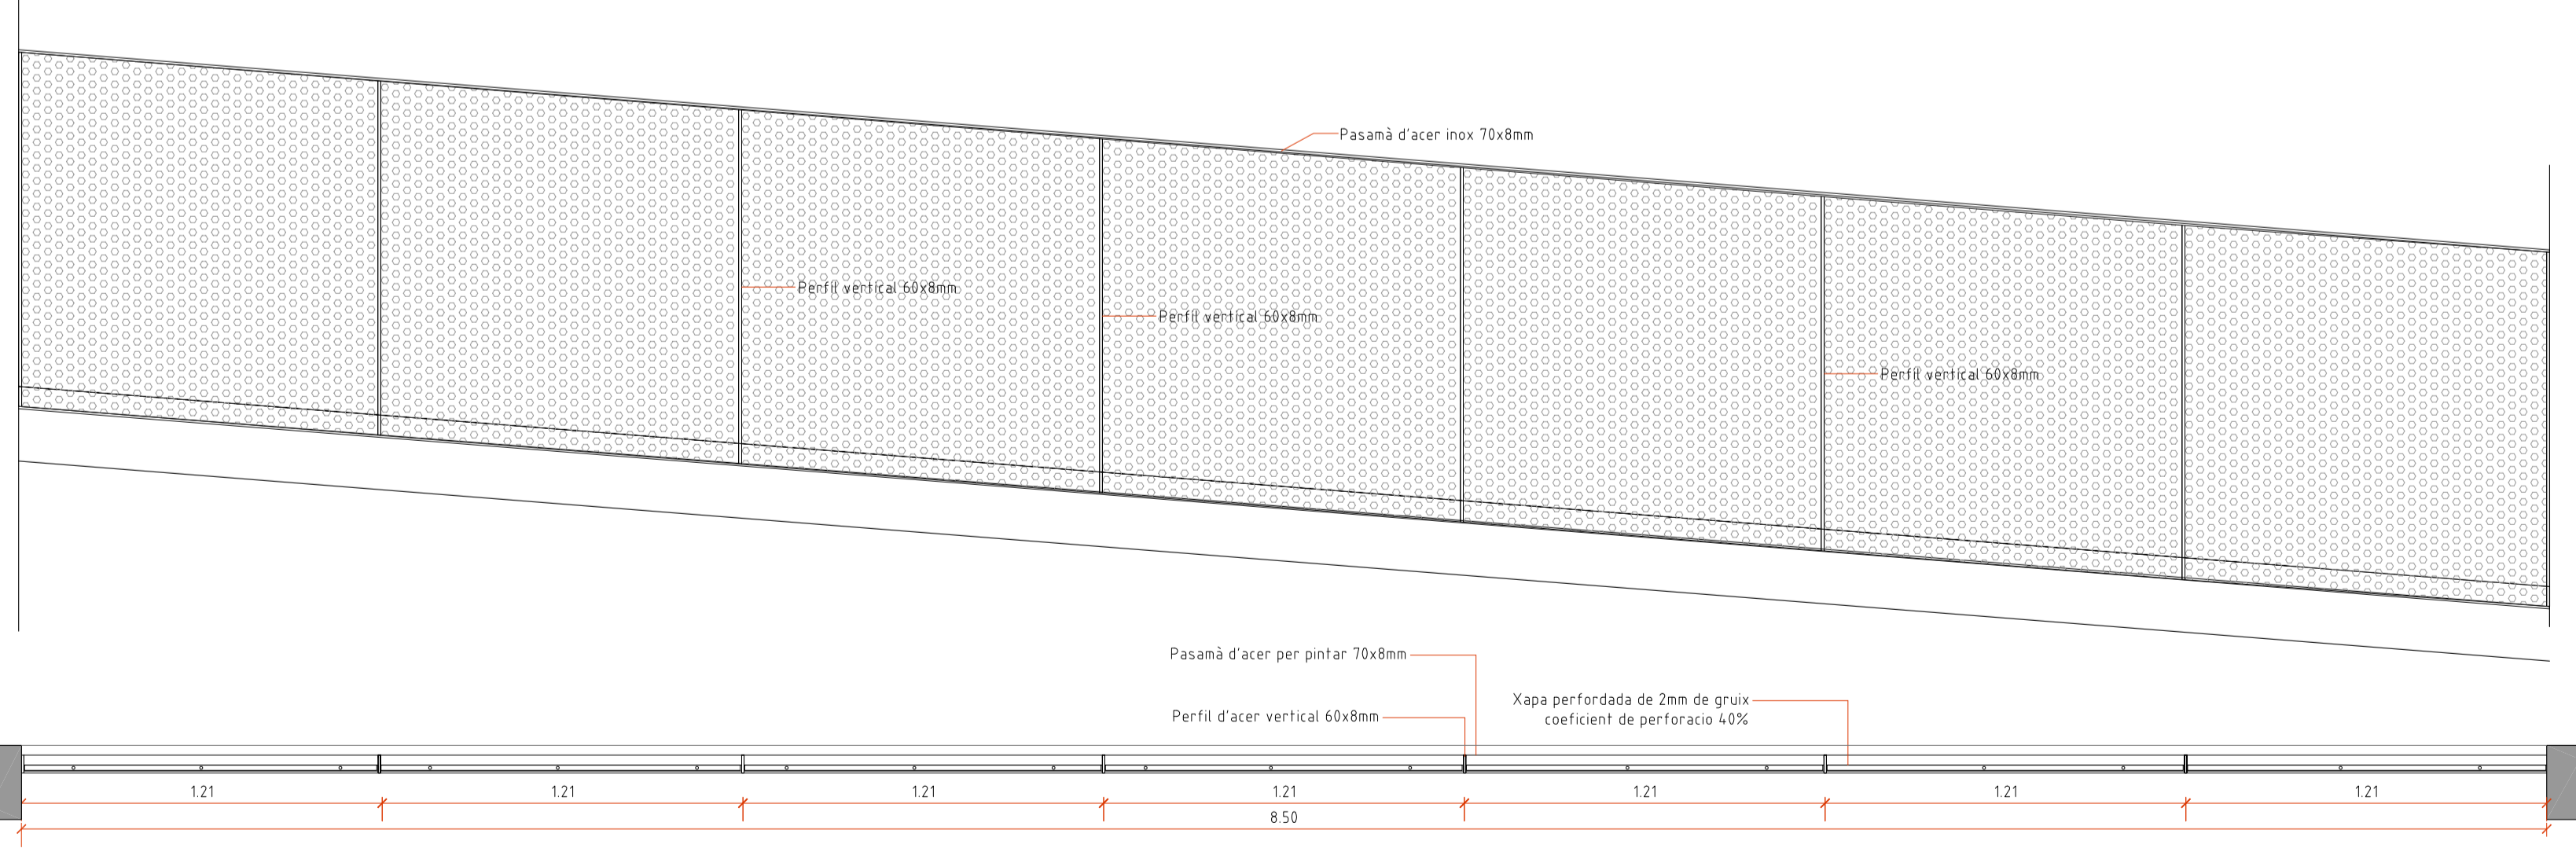 Pasamà d'acer inox 70x8mm
Perfil vertical 60x8mm
Perfil vertical 60x8mm
Perfil vertical 60x8mm
Pasamà d'acer per pintar 70x8mm
Perfil d'acer vertical 60x8mm
Xapa perfordada de 2mm de gruix
coeficient de perforacio 40%
1.21
1.21
1.21
1.21
1.21
1.21
1.21
8.50